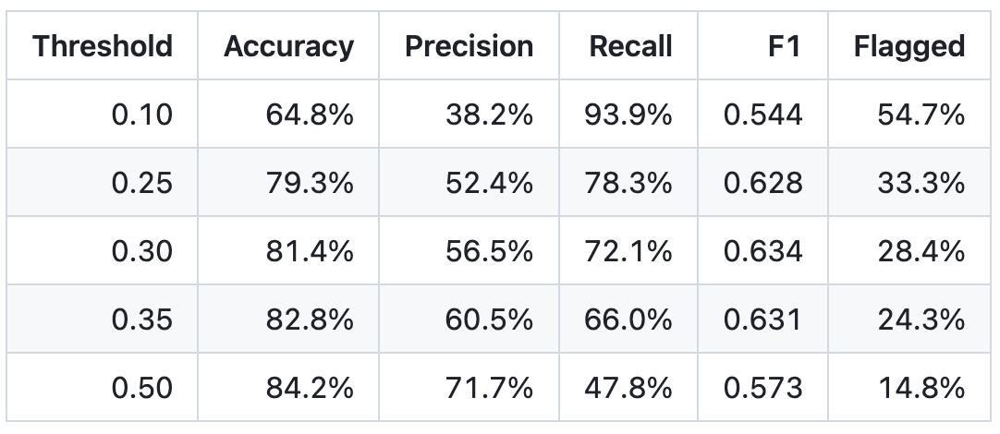 Threshold Accuracy Precision Recall F1 Flagged
0.10 64.8% 38.2% 93.9% 0.544 54.7%
0.25 79.3% 52.4% 78.3% 0.628 33.3%
0.30 81.4% 56.5% 72.1% 0.634 28.4%
0.35 82.8% 60.5% 66.0% 0.631 24.3%
0.50 84.2% 71.7% 47.8% 0.573 14.8%